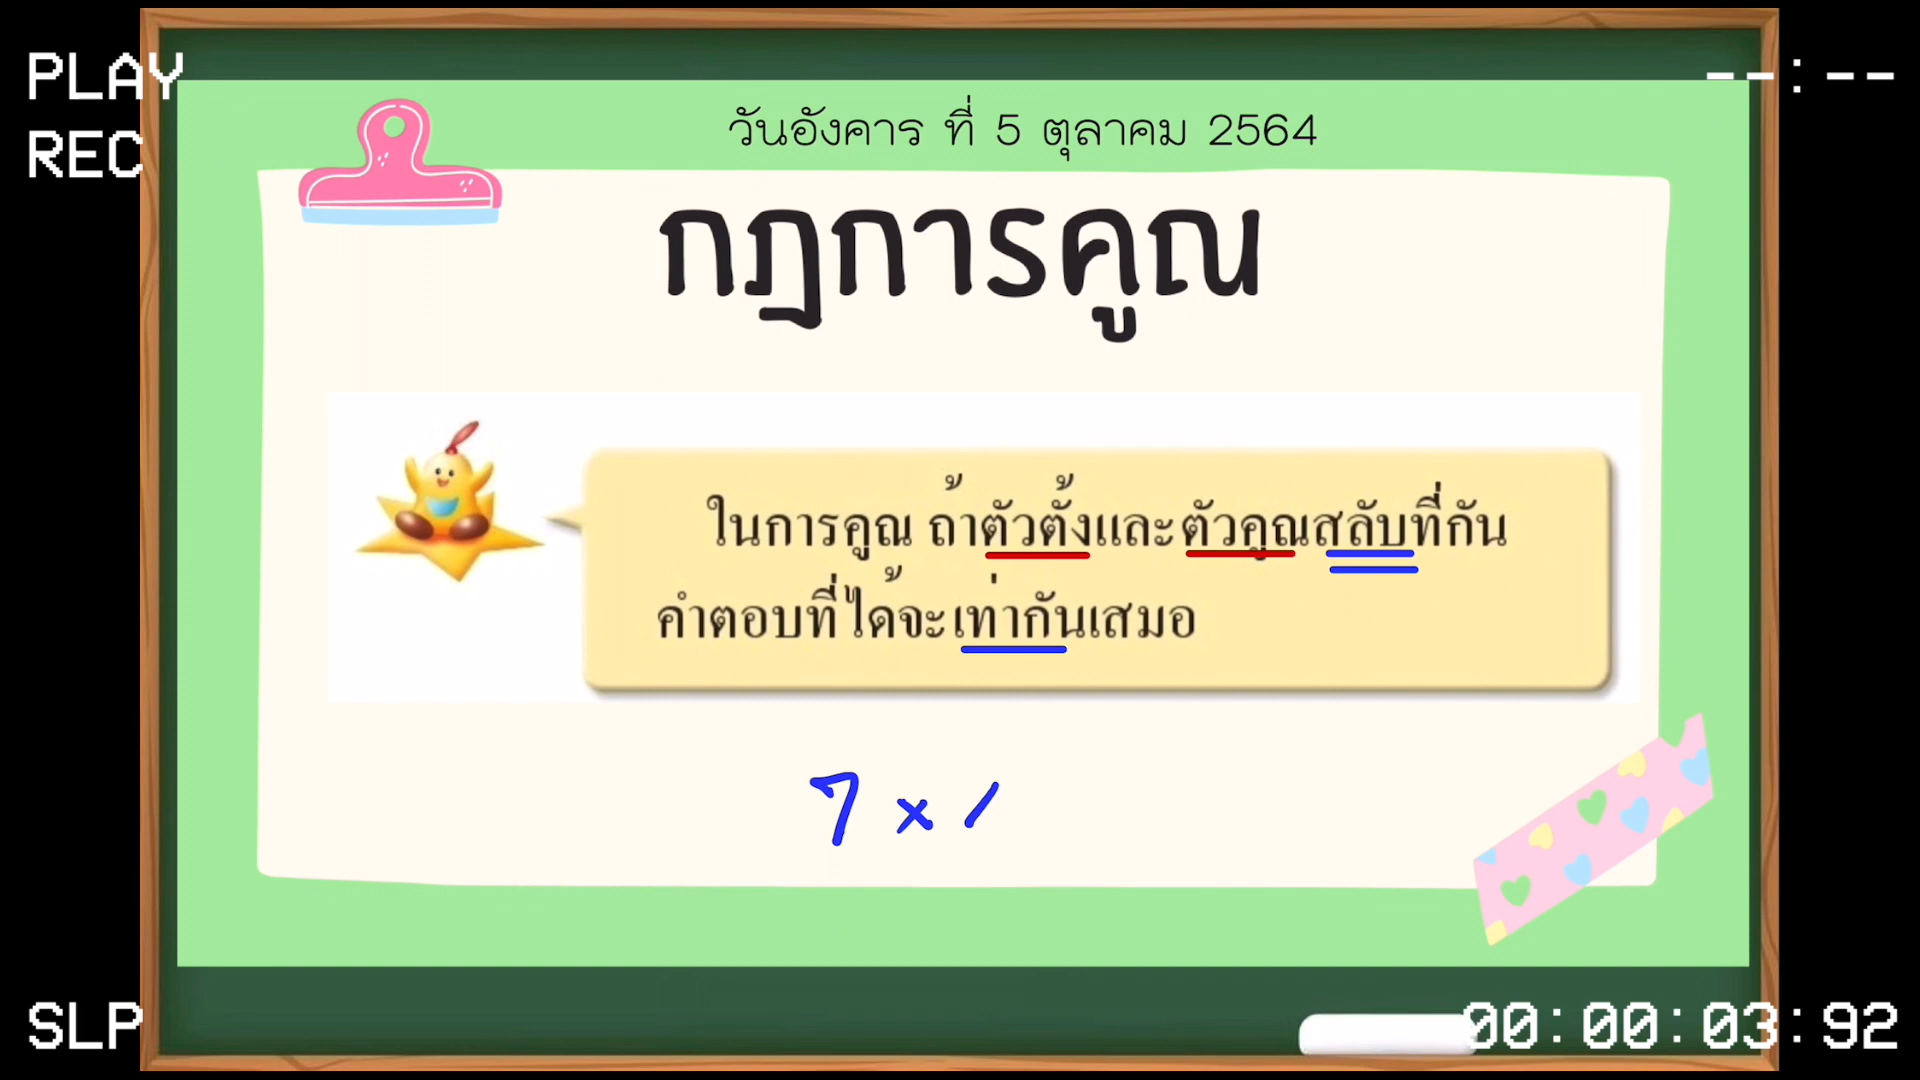 PLAY
--:--
REC
วันอังคาร ที่ 5 ตุลาคม 2564
กฎการคูณ
ในการคูณ ถ้าตัวตั้งและตัวคูณสลับที่กัน
คำตอบที่ได้จะเท่ากันเสมอ
7 ×
SLP
00:00:03:92